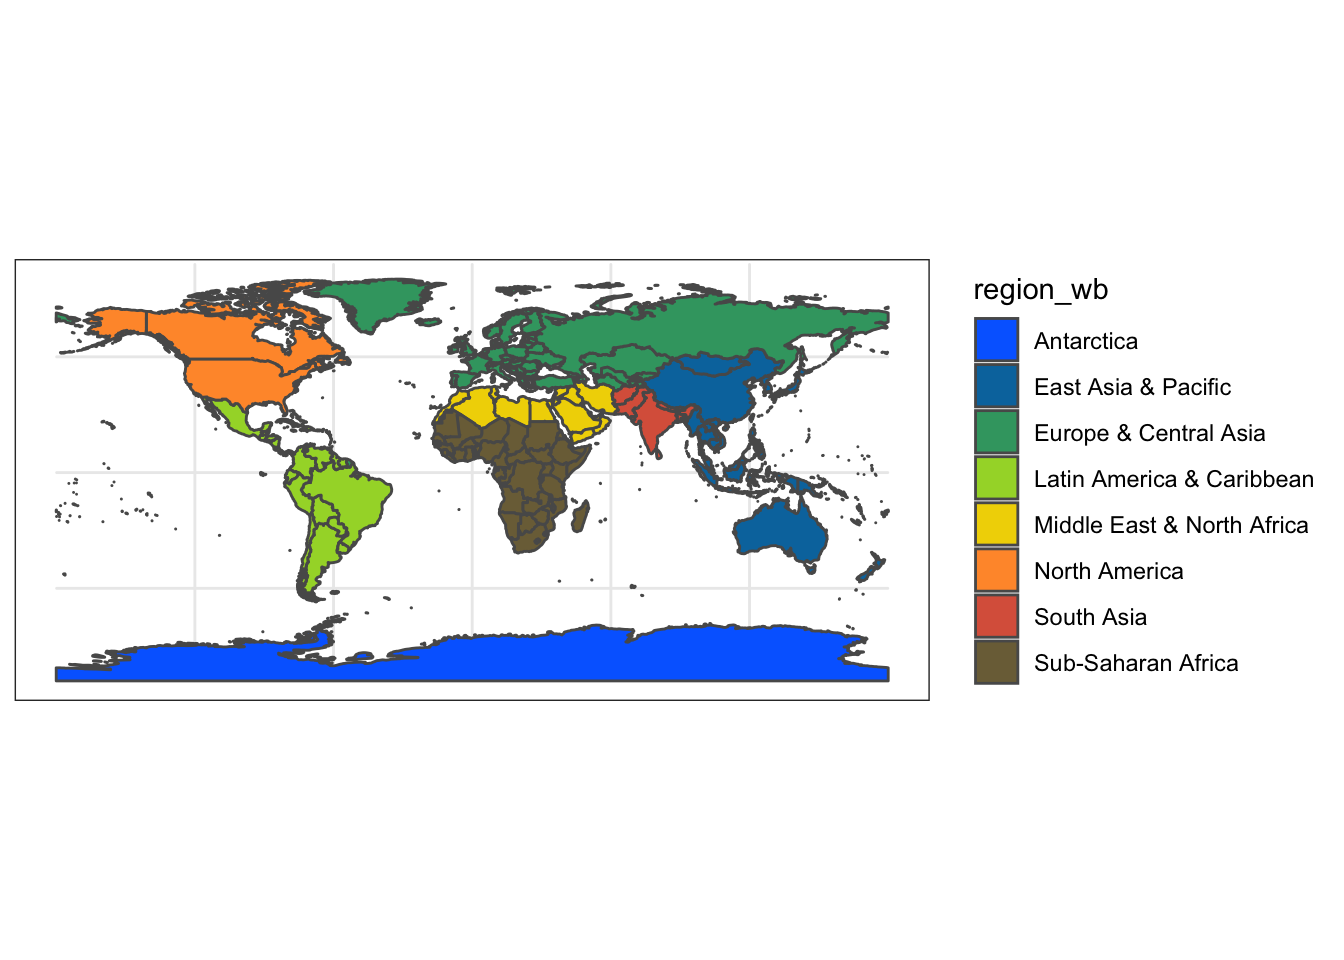 region_wb
Antarctica
East Asia & Pacific
Europe & Central Asia
Latin America & Caribbean
Middle East & North Africa
North America
South Asia
Sub-Saharan Africa